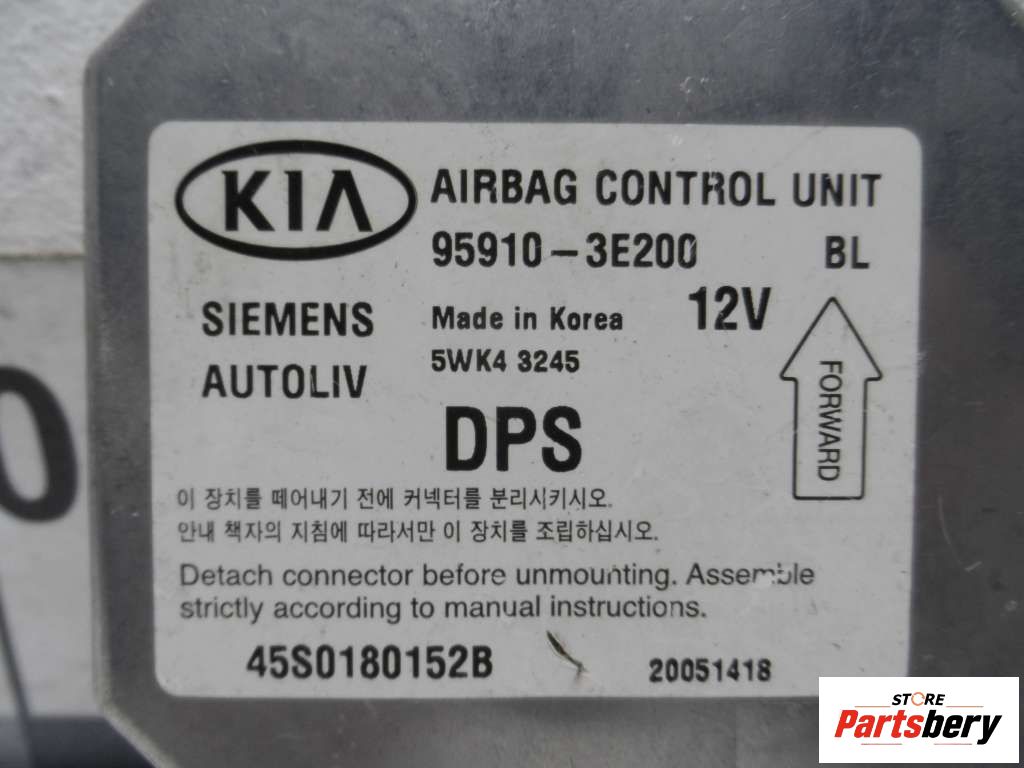 KIA
AIRBAG CONTROL UNIT
95910-3E200 BL
SIEMENS
AUTOLIV
Made in Korea
12V
5WK4 3245
FORWARD
DPS
이 장치를 떼어내기 전에 커넥터를 분리시키시오.
안내 책자의 지침에 따라서만 이 장치를 조립하십시오.
Detach connector before unmounting. Assemble
strictly according to manual instructions.
45S0180152B
20051418
0
STORE
Partsbery